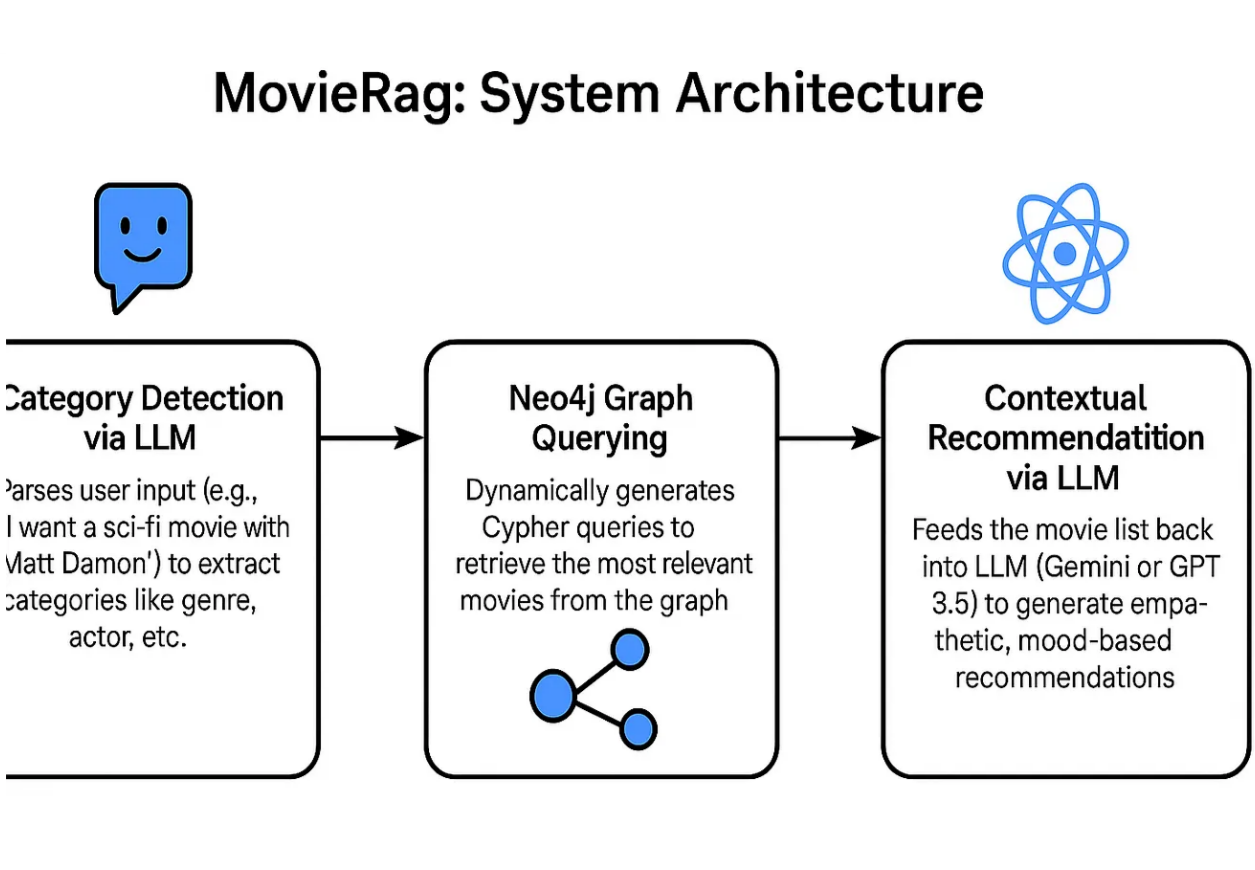 MovieRag: System Architecture
Category Detection
via LLM
Parses user input (e.g.,
I want a sci-fi movie with
Matt Damon') to extract
categories like genre,
actor, etc.
Neo4j Graph
Querying
Dynamically generates
Cypher queries to
retrieve the most relevant
movies from the graph
Contextual
Recommendatition
via LLM
Feeds the movie list back
into LLM (Gemini or GPT
3.5) to generate empa-
thetic, mood-based
recommendations